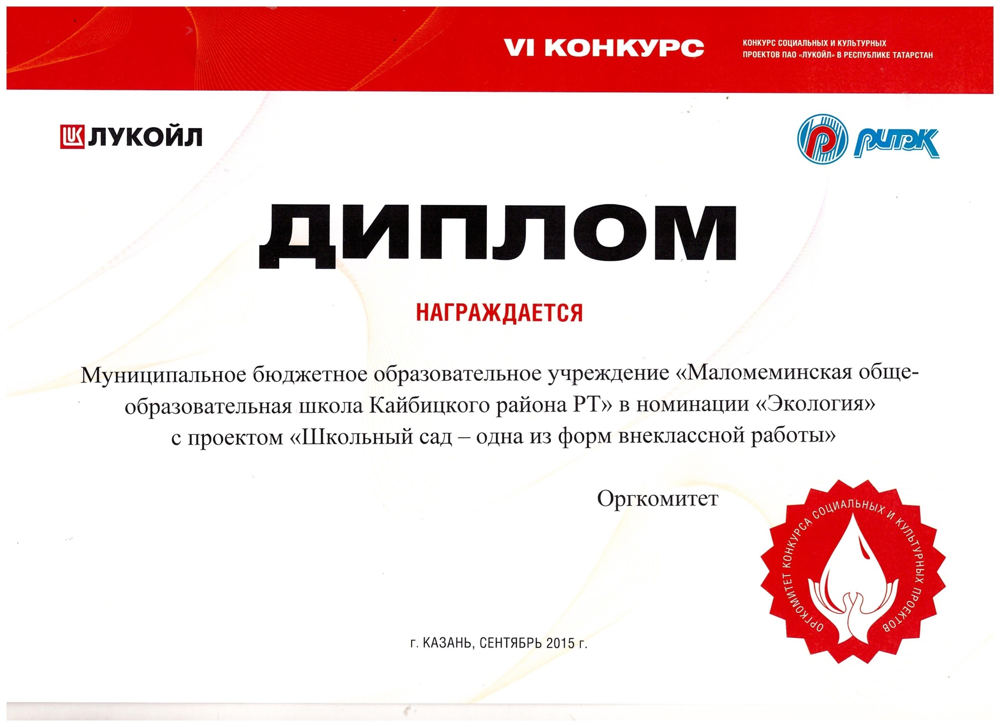 VI КОНКУРС
КОНКУРС СОЦИАЛЬНЫХ И КУЛЬТУРНЫХ
ПРОЕКТОВ ПАО «ЛУКОЙЛ» В РЕСПУБЛИКЕ ТАТАРСТАН
LUK ЛУКОЙЛ
РИТЭК
ДИПЛОМ
НАГРАЖДАЕТСЯ
Муниципальное бюджетное образовательное учреждение «Маломеминская обще-
образовательная школа Кайбицкого района РТ» в номинации «Экология»
с проектом «Школьный сад – одна из форм внеклассной работы»
Оргкомитет
ОРГКОМИТЕТ КОНКУРСА СОЦИАЛЬНЫХ И КУЛЬТУРНЫХ ПРОЕКТОВ
г. КАЗАНЬ, СЕНТЯБРЬ 2015 г.